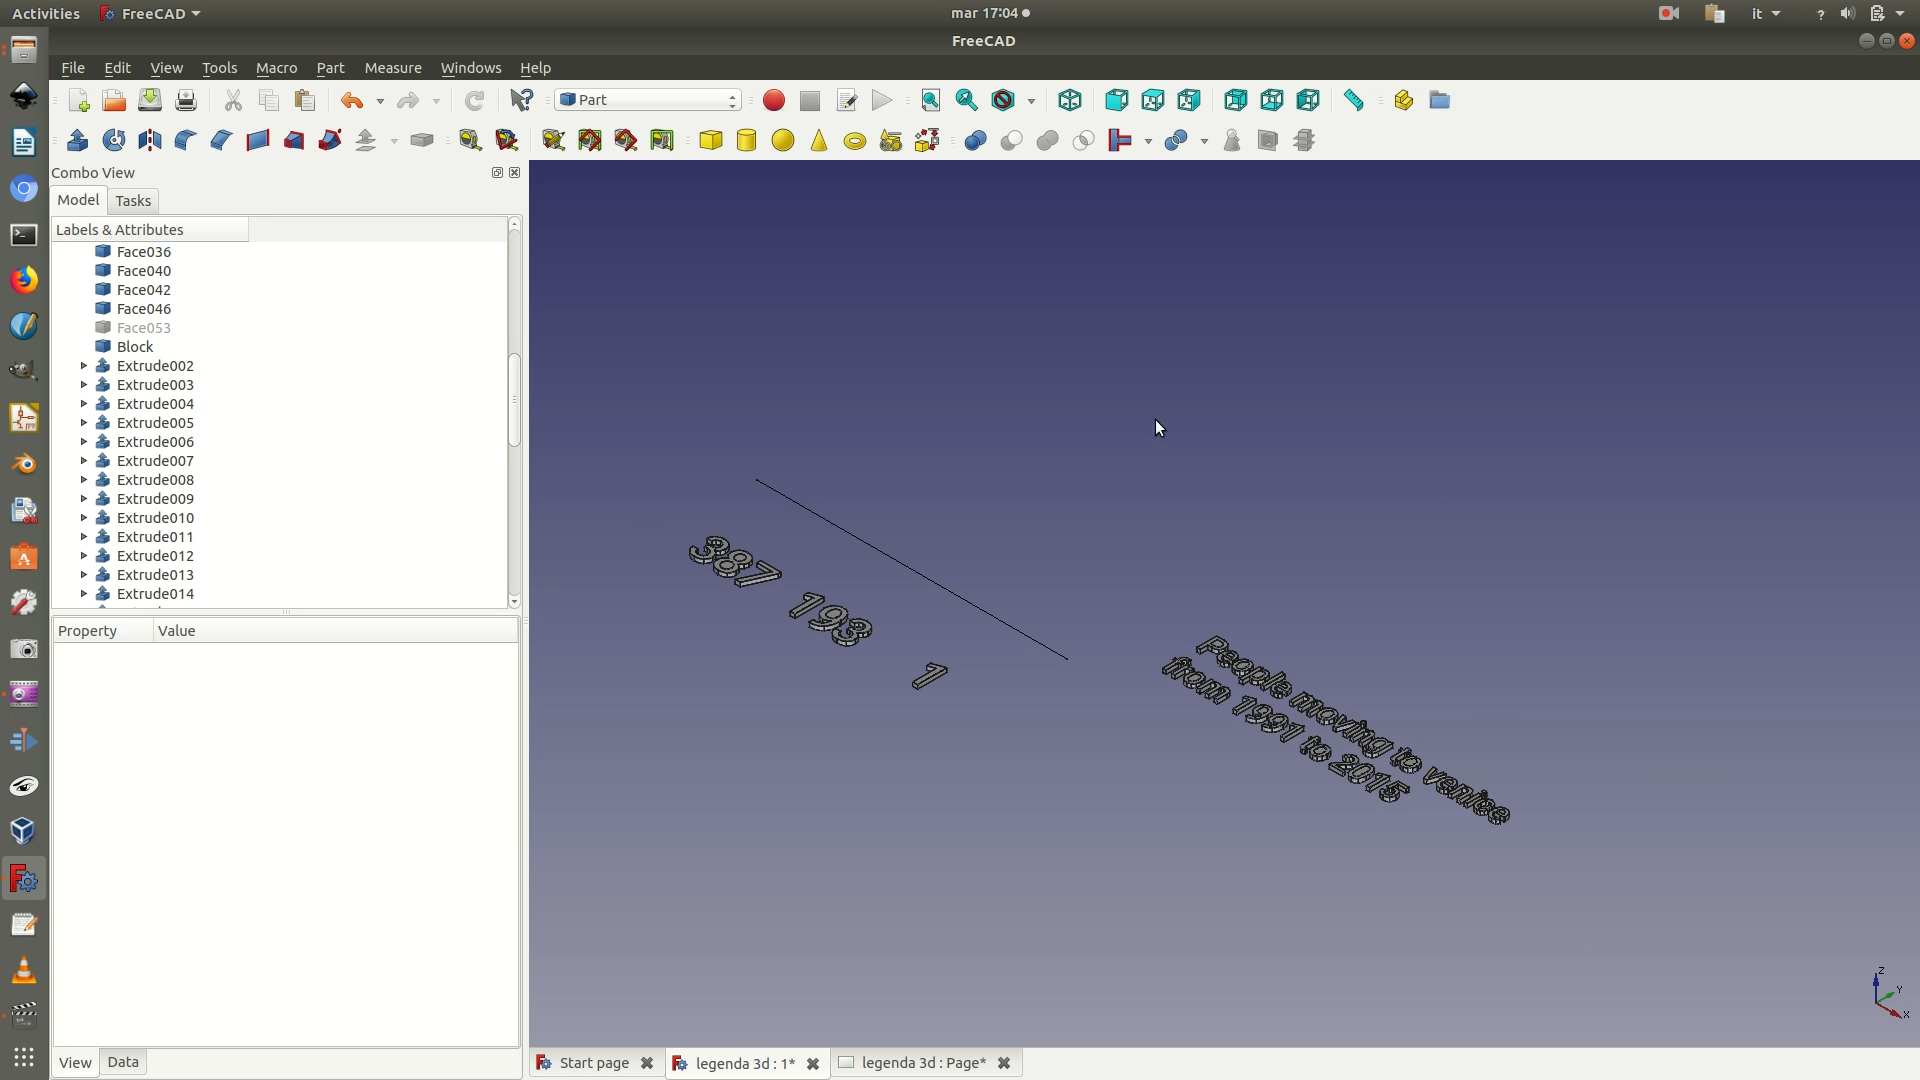 Activities
FreeCAD
mar 17:04
it
?
FreeCAD
File
Edit
View
Tools
Macro
Part
Measure
Windows
Help
Part
Combo View
Model
Tasks
Labels & Attributes
Face036
Face040
Face042
Face046
Face053
Block
Extrude002
Extrude003
Extrude004
Extrude005
Extrude006
Extrude007
Extrude008
Extrude009
Extrude010
Extrude011
Extrude012
Extrude013
Extrude014
Property
Value
View
Data
387
193
1
People moving to venice
from 1991 to 2015
Z
Y
X
Start page
legenda 3d : 1*
legenda 3d : Page*